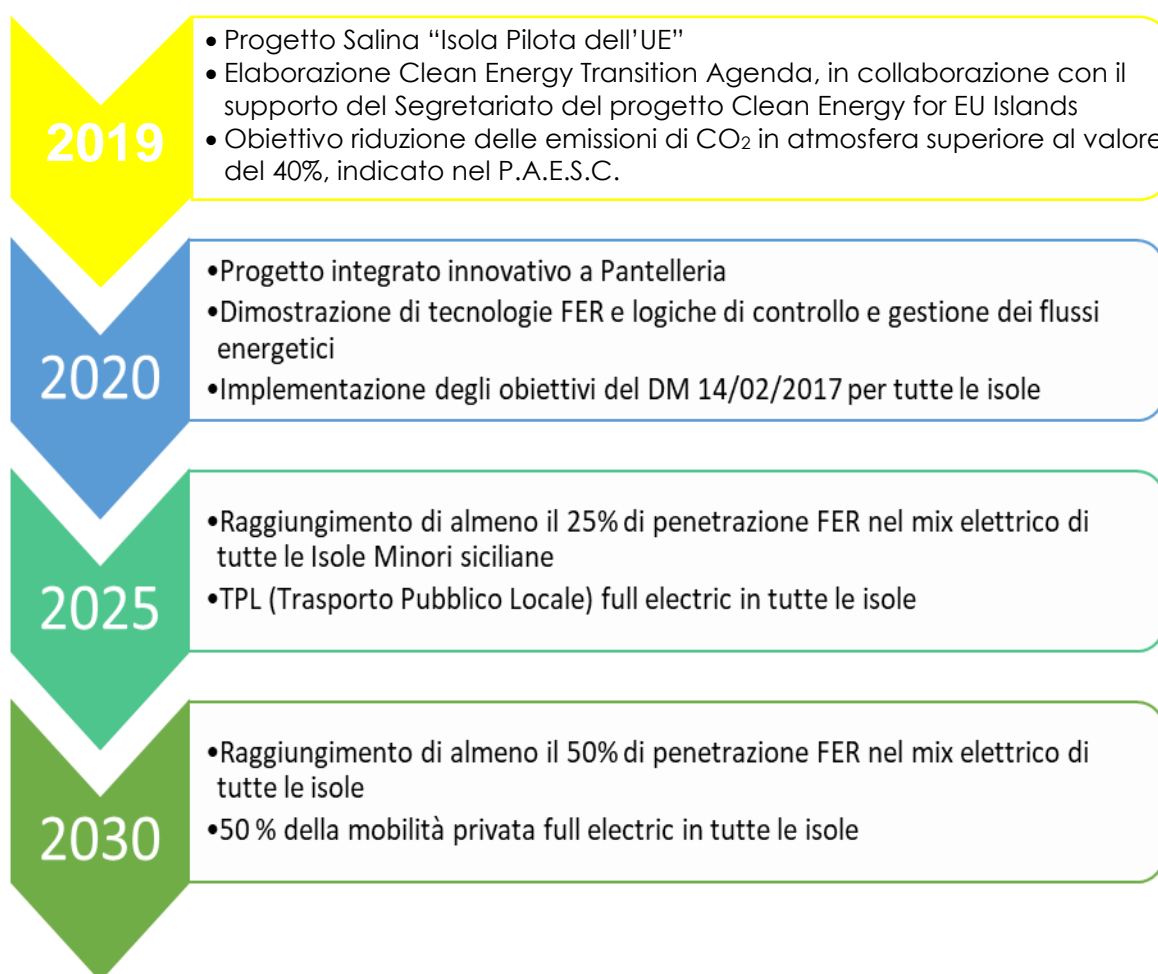 2019
• Progetto Salina “Isola Pilota dell’UE”
• Elaborazione Clean Energy Transition Agenda, in collaborazione con il
supporto del Segretariato del progetto Clean Energy for EU Islands
• Obiettivo riduzione delle emissioni di CO₂ in atmosfera superiore al valore
del 40%, indicato nel P.A.E.S.C.
2020
•Progetto integrato innovativo a Pantelleria
•Dimostrazione di tecnologie FER e logiche di controllo e gestione dei flussi
energetici
•Implementazione degli obiettivi del DM 14/02/2017 per tutte le isole
2025
•Raggiungimento di almeno il 25% di penetrazione FER nel mix elettrico di
tutte le Isole Minori siciliane
•TPL (Trasporto Pubblico Locale) full electric in tutte le isole
2030
•Raggiungimento di almeno il 50% di penetrazione FER nel mix elettrico di
tutte le isole
•50 % della mobilità privata full electric in tutte le isole